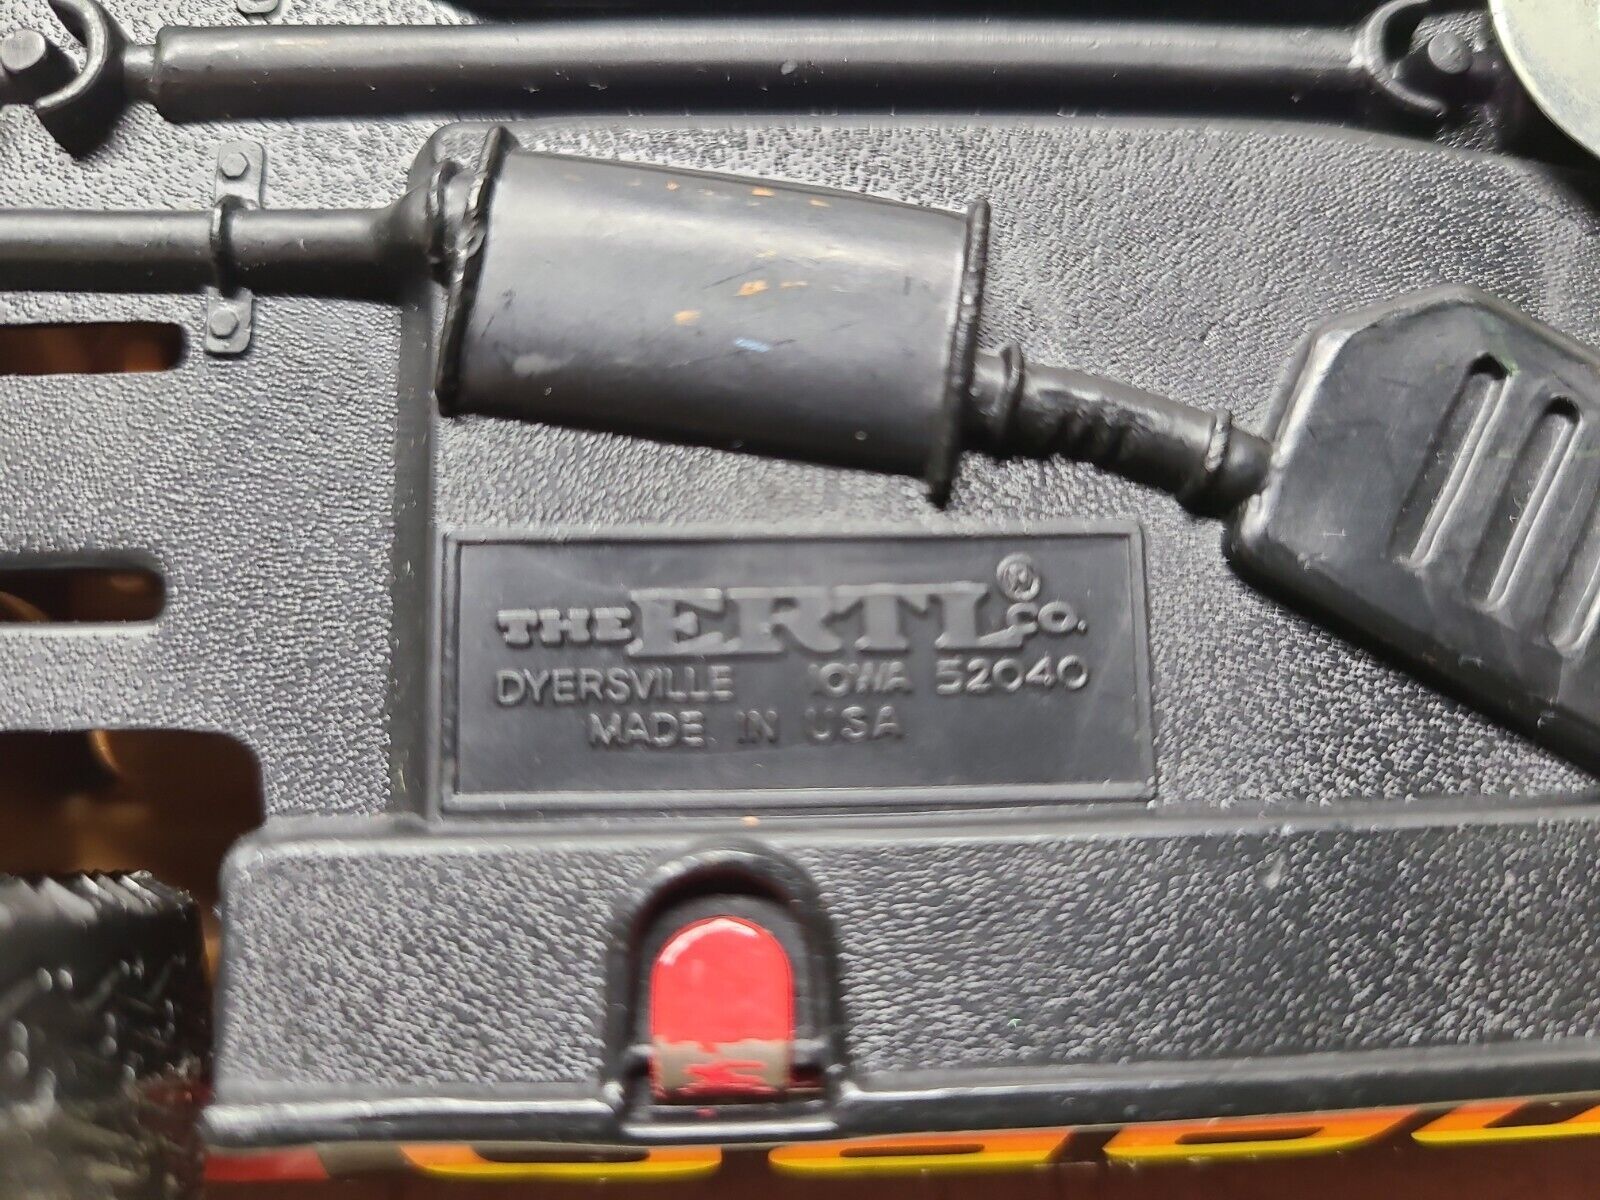 THE ERTL® CO.
DYERSVILLE IOWA 52040
MADE IN USA